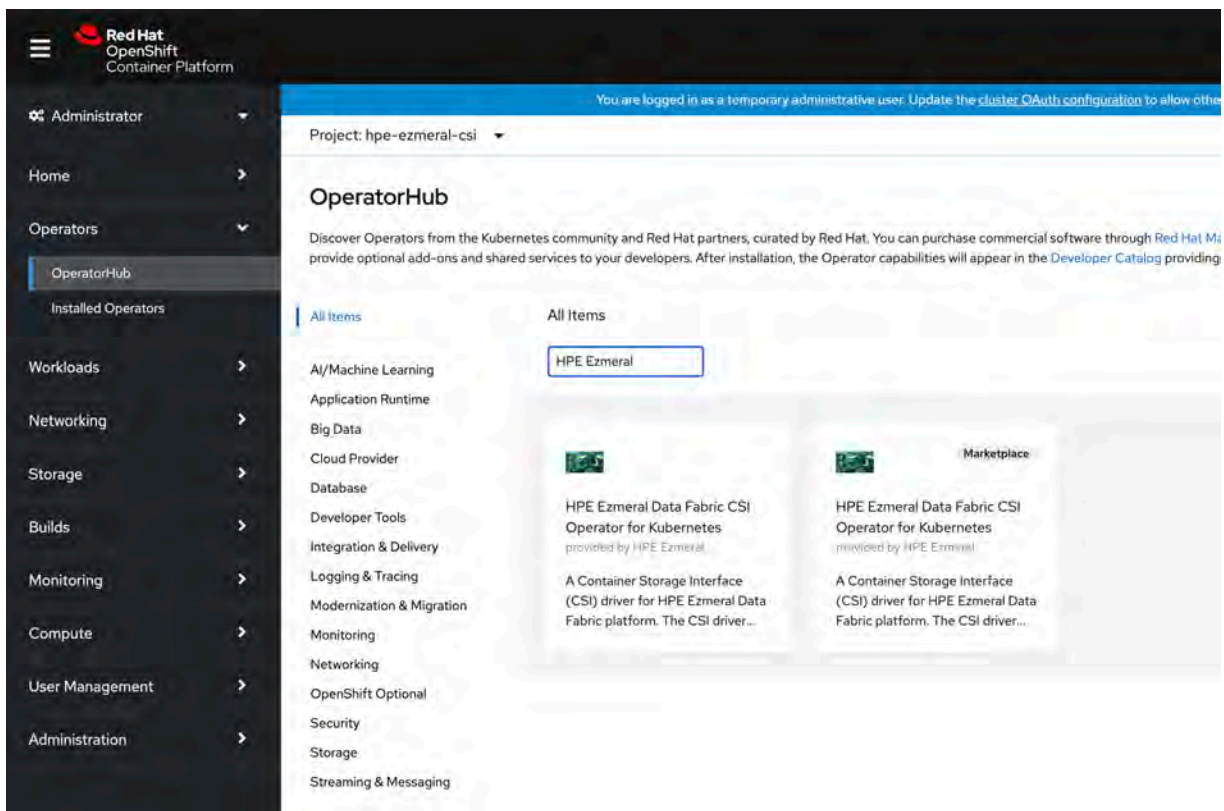 Red Hat
OpenShift
Container Platform
You are logged in as a temporary administrative user. Update the cluster OAuth configuration to allow othe
Administrator
Home
Operators
OperatorHub
Installed Operators
Workloads
Networking
Storage
Builds
Monitoring
Compute
User Management
Administration
Project: hpe-ezmeral-csi
OperatorHub
Discover Operators from the Kubernetes community and Red Hat partners, curated by Red Hat. You can purchase commercial software through Red Hat Ma
provide optional add-ons and shared services to your developers. After installation, the Operator capabilities will appear in the Developer Catalog providing
All Items
AI/Machine Learning
Application Runtime
Big Data
Cloud Provider
Database
Developer Tools
Integration & Delivery
Logging & Tracing
Modernization & Migration
Monitoring
Networking
OpenShift Optional
Security
Storage
Streaming & Messaging
All Items
HPE Ezmeral
HPE Ezmeral Data Fabric CSI
Operator for Kubernetes
provided by HPE Ezmeral
A Container Storage Interface
(CSI) driver for HPE Ezmeral Data
Fabric platform. The CSI driver...
Marketplace
HPE Ezmeral Data Fabric CSI
Operator for Kubernetes
provided by HPE Ezmeral
A Container Storage Interface
(CSI) driver for HPE Ezmeral Data
Fabric platform. The CSI driver...